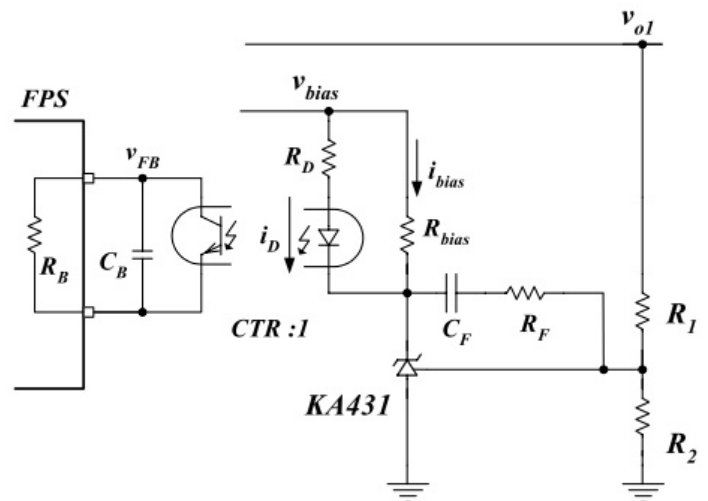 v_o1
FPS
v_bias
R_D
v_FB
i_bias
R_bias
i_D
R_B
C_B
CTR :1
C_F
R_F
R_1
KA431
R_2